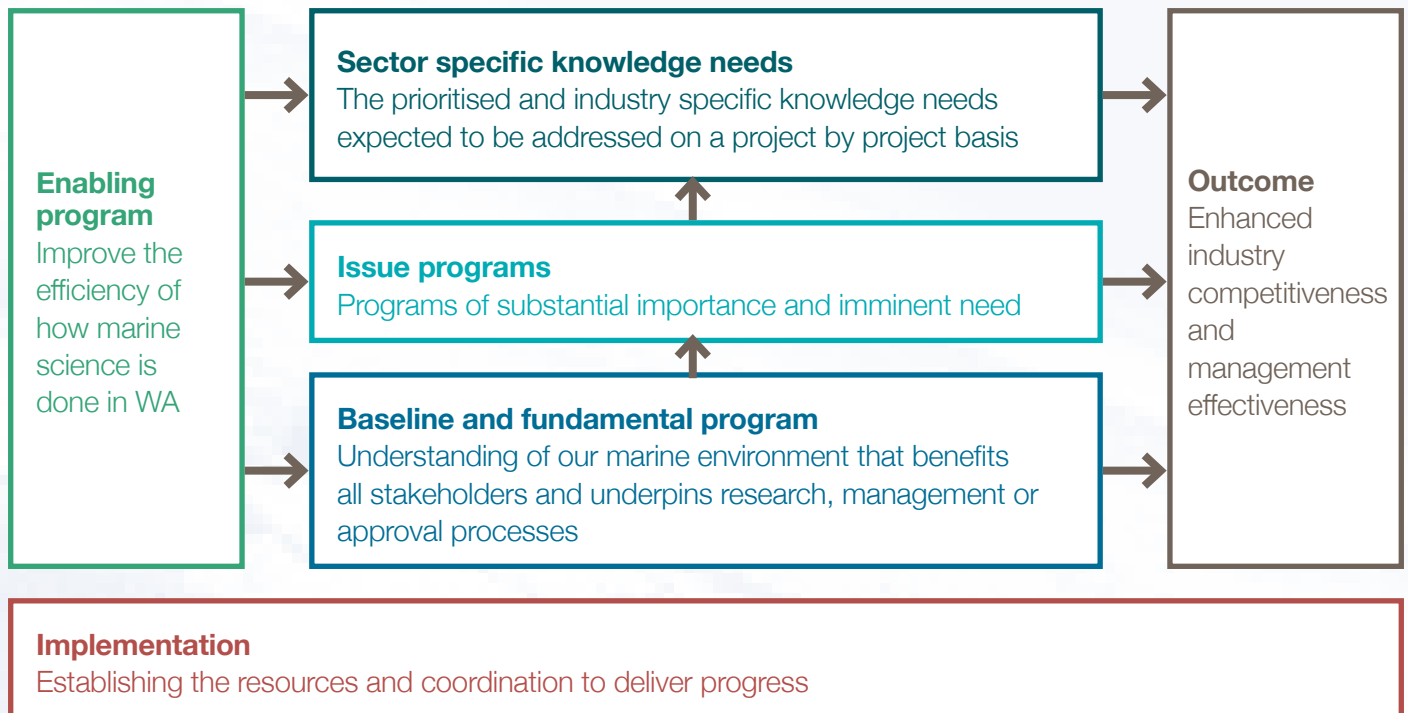 Enabling
program
Improve the
efficiency of
how marine
science is
done in WA
Sector specific knowledge needs
The prioritised and industry specific knowledge needs
expected to be addressed on a project by project basis
Issue programs
Programs of substantial importance and imminent need
Baseline and fundamental program
Understanding of our marine environment that benefits
all stakeholders and underpins research, management or
approval processes
Outcome
Enhanced
industry
competitiveness
and
management
effectiveness
Implementation
Establishing the resources and coordination to deliver progress